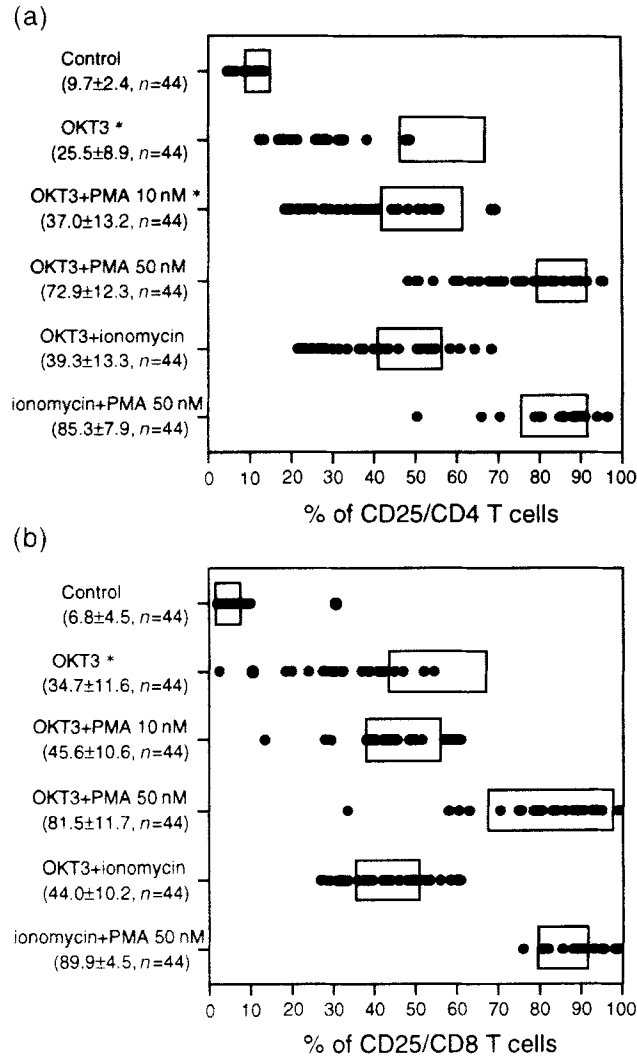 (a)
Control
(9.7±2.4, n=44)
OKT3 *
(25.5±8.9, n=44)
OKT3+PMA 10 nM *
(37.0±13.2, n=44)
OKT3+PMA 50 nM
(72.9±12.3, n=44)
OKT3+ionomycin
(39.3±13.3, n=44)
ionomycin+PMA 50 nM
(85.3±7.9, n=44)
0 10 20 30 40 50 60 70 80 90 100
% of CD25/CD4 T cells
(b)
Control
(6.8±4.5, n=44)
OKT3 *
(34.7±11.6, n=44)
OKT3+PMA 10 nM
(45.6±10.6, n=44)
OKT3+PMA 50 nM
(81.5±11.7, n=44)
OKT3+ionomycin
(44.0±10.2, n=44)
ionomycin+PMA 50 nM
(89.9±4.5, n=44)
0 10 20 30 40 50 60 70 80 90 100
% of CD25/CD8 T cells